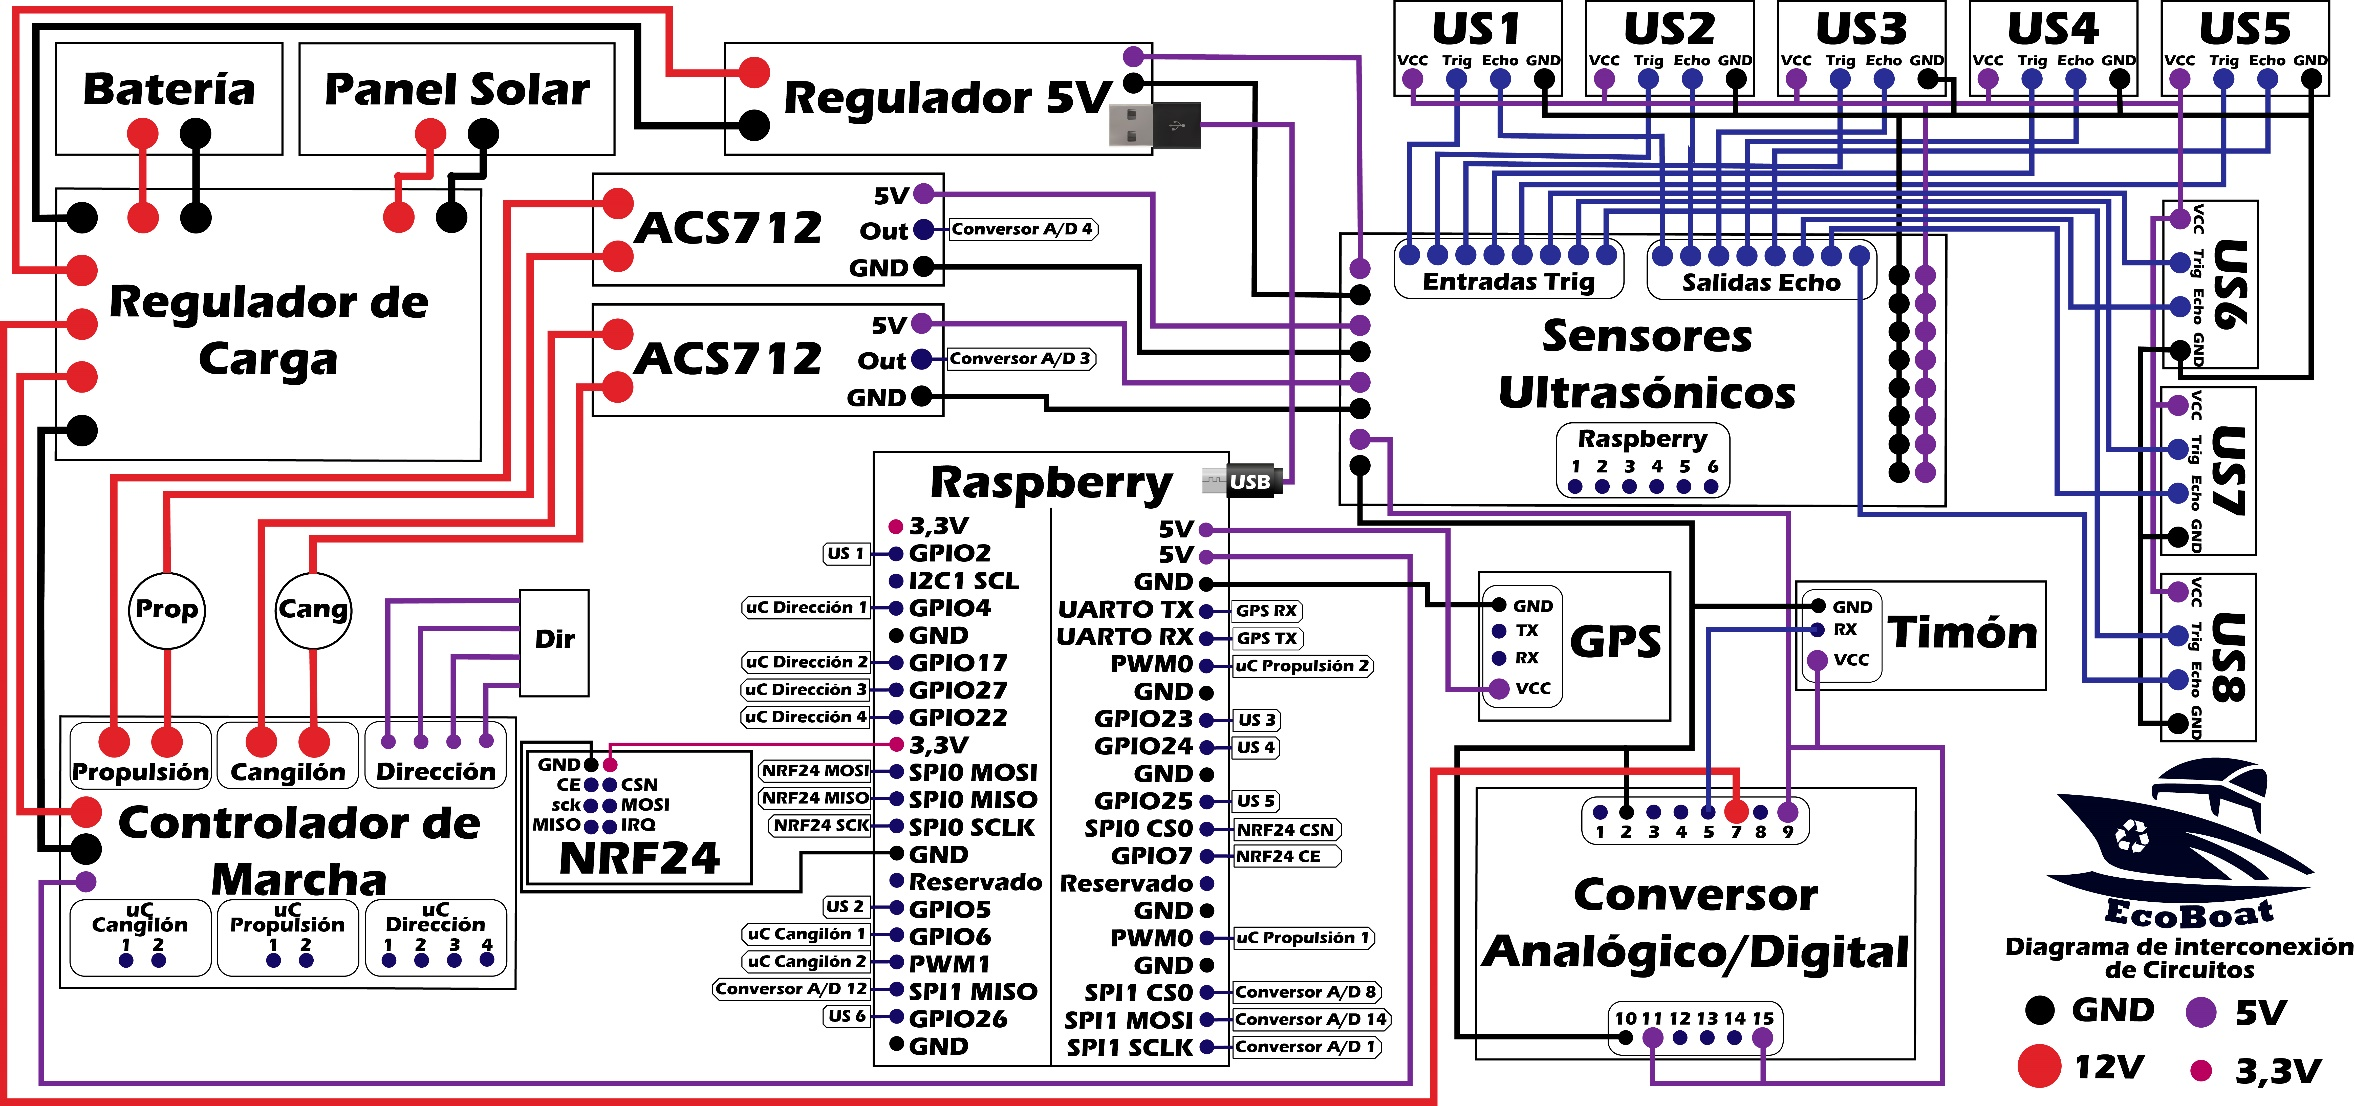 US1
VCC Trig Echo GND
US2
VCC Trig Echo GND
US3
VCC Trig Echo GND
US4
VCC Trig Echo GND
US5
VCC Trig Echo GND
Batería
Panel Solar
Regulador 5V
Regulador de
Carga
ACS712
5V
Out
GND
Conversor A/D 4
ACS712
5V
Out
GND
Conversor A/D 3
Entradas Trig
Salidas Echo
Sensores
Ultrasónicos
Raspberry
1 2 3 4 5 6
US6
VCC Trig Echo GND
US7
VCC Trig Echo GND
US8
VCC Trig Echo GND
Prop
Cang
Dir
Propulsión
Cangilón
Dirección
Controlador de
Marcha
uC
Cangilón
1 2
uC
Propulsión
1 2
uC
Dirección
1 2 3 4
GND
CE CSN
sck MOSI
MISO IRQ
NRF24
Raspberry
USB
3,3V
US 1 GPIO2
I2C1 SCL
uC Dirección 1 GPIO4
GND
uC Dirección 2 GPIO17
uC Dirección 3 GPIO27
uC Dirección 4 GPIO22
3,3V
NRF24 MOSI SPI0 MOSI
NRF24 MISO SPI0 MISO
NRF24 SCK SPI0 SCLK
GND
Reservado
US 2 GPIO5
uC Cangilón 1 GPIO6
uC Cangilón 2 PWM1
Conversor A/D 12 SPI1 MISO
US 6 GPIO26
GND
5V
5V
GND
UARTO TX GPS RX
UARTO RX GPS TX
PWM0 uC Propulsión 2
GND
GPIO23 US 3
GPIO24 US 4
GND
GPIO25 US 5
SPI0 CS0 NRF24 CSN
GPIO7 NRF24 CE
Reservado
GND
PWM0 uC Propulsión 1
GND
SPI1 CS0 Conversor A/D 8
SPI1 MOSI Conversor A/D 14
SPI1 SCLK Conversor A/D 1
GND
TX
RX
VCC
GPS
GND
RX
VCC
Timón
1 2 3 4 5 7 8 9
Conversor
Analógico/Digital
10 11 12 13 14 15
EcoBoat
Diagrama de interconexión
de Circuitos
GND 5V
12V 3,3V